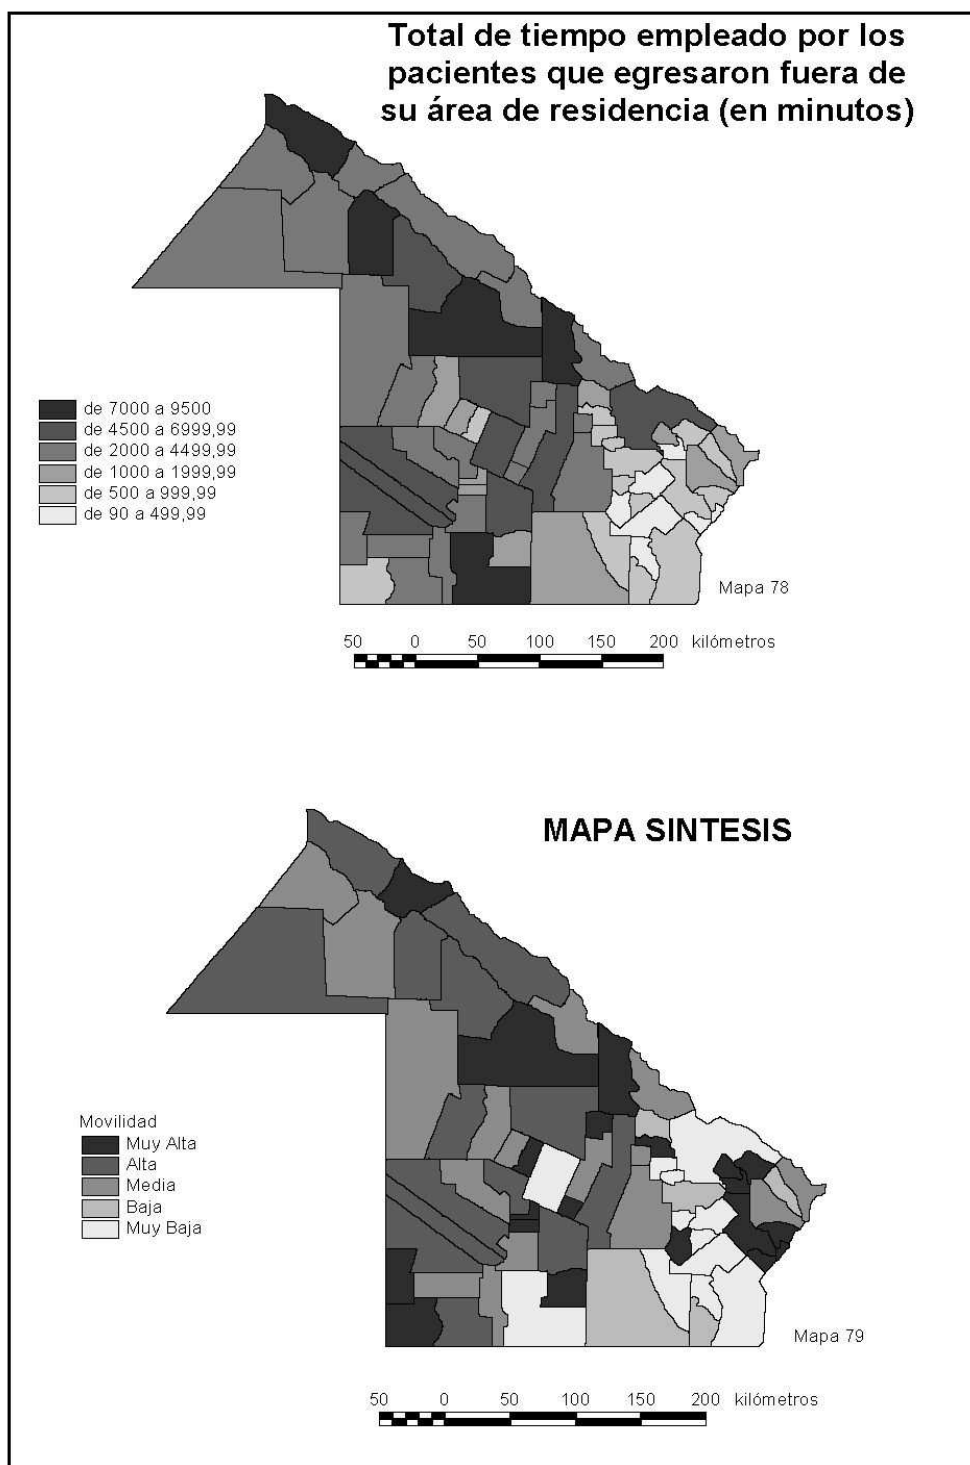 Total de tiempo empleado por los
pacientes que egresaron fuera de
su área de residencia (en minutos)
de 7000 a 9500
de 4500 a 6999,99
de 2000 a 4499,99
de 1000 a 1999,99
de 500 a 999,99
de 90 a 499,99
Mapa 78
50 0 50 100 150 200 kilómetros
MAPA SINTESIS
Movilidad
Muy Alta
Alta
Media
Baja
Muy Baja
Mapa 79
50 0 50 100 150 200 kilómetros